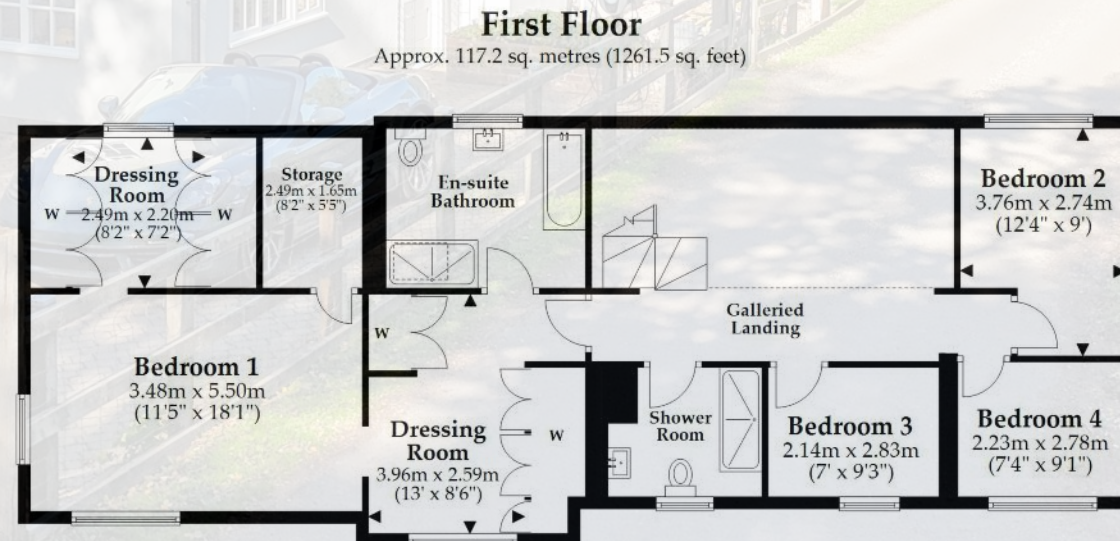 First Floor
Approx. 117.2 sq. metres (1261.5 sq. feet)
Dressing
Room
2.49m x 2.20m
(8'2" x 7'2")
W
W
Storage
2.49m x 1.65m
(8'2" x 5'5")
En-suite
Bathroom
Bedroom 2
3.76m x 2.74m
(12'4" x 9')
Galleried
Landing
W
Bedroom 1
3.48m x 5.50m
(11'5" x 18'1")
Dressing
Room
3.96m x 2.59m
(13' x 8'6")
W
Shower
Room
Bedroom 3
2.14m x 2.83m
(7' x 9'3")
Bedroom 4
2.23m x 2.78m
(7'4" x 9'1")